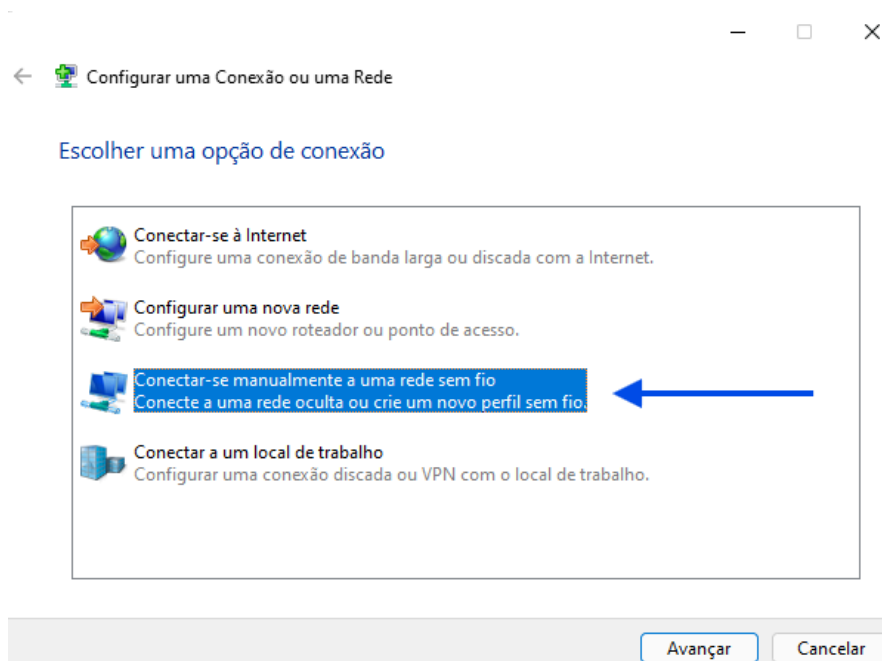 Configurar uma Conexão ou uma Rede
Escolher uma opção de conexão
Conectar-se à Internet
Configure uma conexão de banda larga ou discada com a Internet.
Configurar uma nova rede
Configure um novo roteador ou ponto de acesso.
Conectar-se manualmente a uma rede sem fio
Conecte a uma rede oculta ou crie um novo perfil sem fio.
Conectar a um local de trabalho
Configurar uma conexão discada ou VPN com o local de trabalho.
Avançar
Cancelar